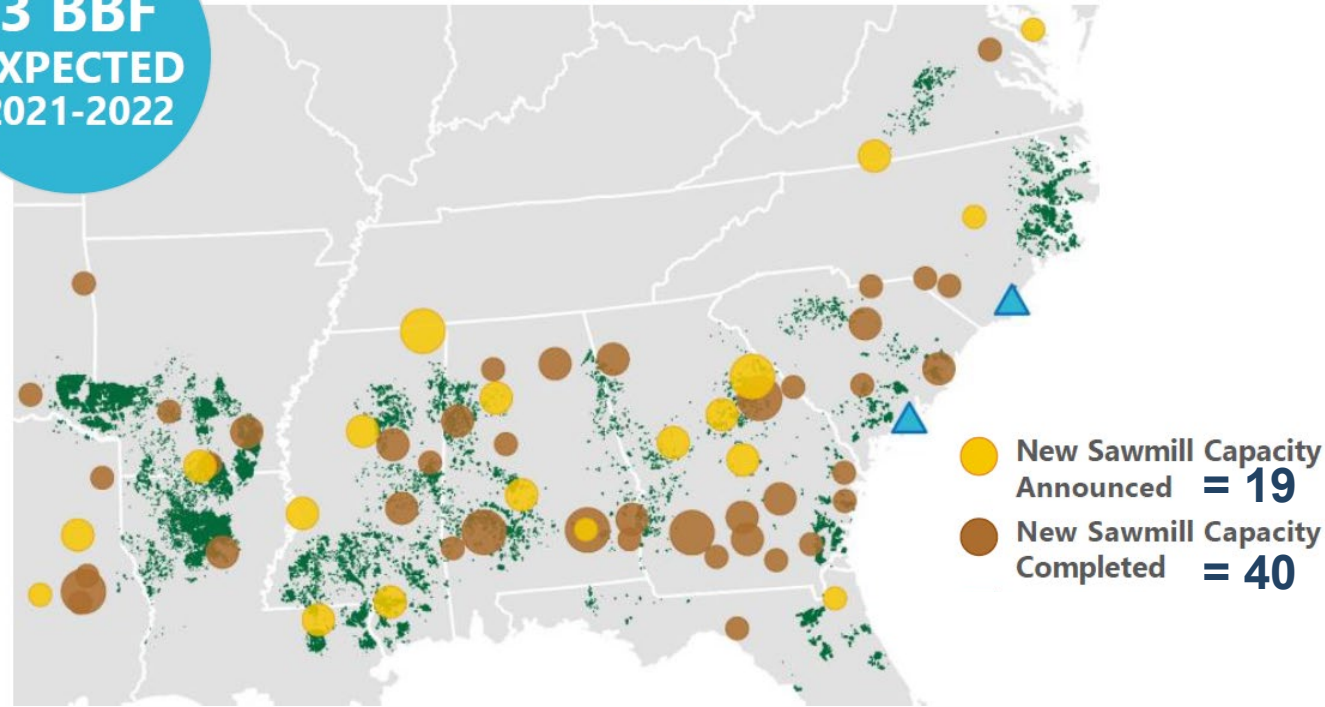 3 BBF
XPECTED
2021-2022
New Sawmill Capacity
Announced = 19
New Sawmill Capacity
Completed = 40